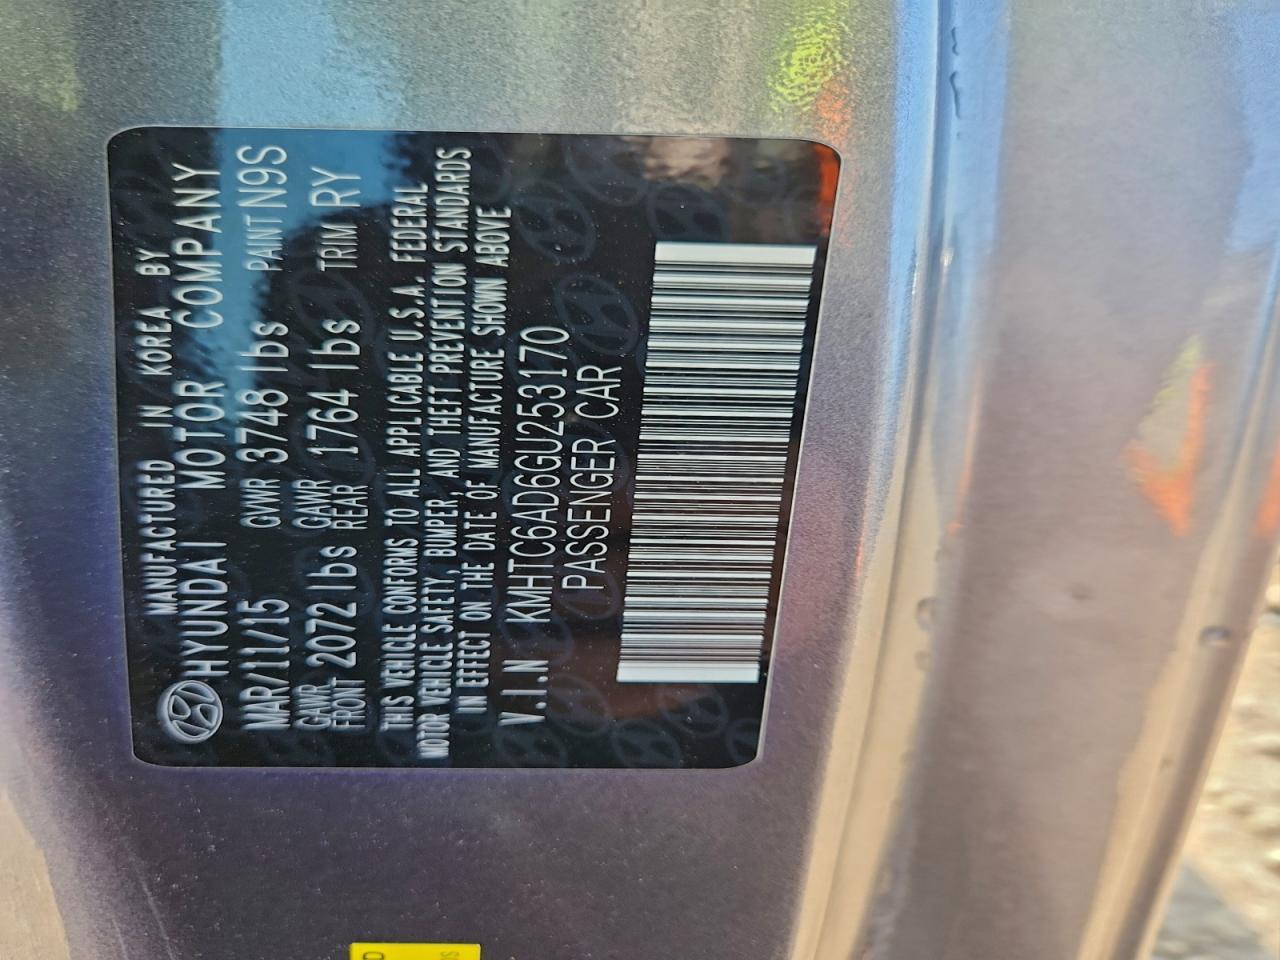 MANUFACTURED IN KOREA BY
HYUNDAI MOTOR COMPANY
MAR/11/15 GVWR 3748 lbs PAINT N9S
GAWR FRONT 2072 lbs GAWR REAR 1764 lbs TRIM RY
THIS VEHICLE CONFORMS TO ALL APPLICABLE U.S.A. FEDERAL
MOTOR VEHICLE SAFETY, BUMPER, AND THEFT PREVENTION STANDARDS
IN EFFECT ON THE DATE OF MANUFACTURE SHOWN ABOVE
V.I.N KMHTC6AD6GU253170
PASSENGER CAR